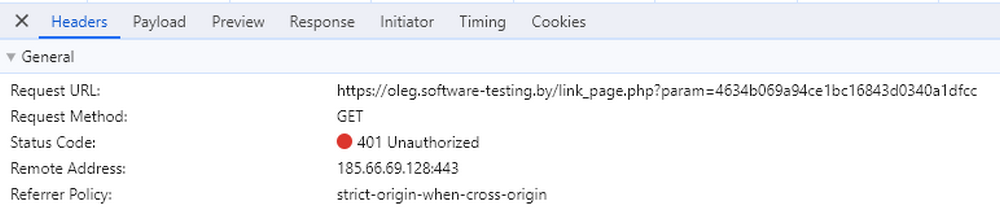 Headers Payload Preview Response Initiator Timing Cookies
General
Request URL: https://oleg.software-testing.by/link_page.php?param=4634b069a94ce1bc16843d0340a1dfcc
Request Method: GET
Status Code: 401 Unauthorized
Remote Address: 185.66.69.128:443
Referrer Policy: strict-origin-when-cross-origin